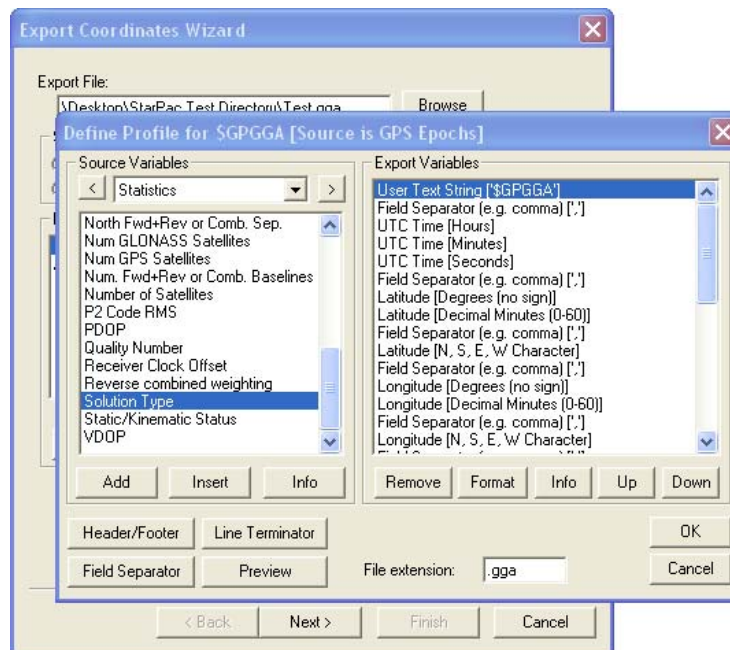 Export Coordinates Wizard
Export File:
\Desktop\StarPac Test Directory\Test.gga
Browse
Define Profile for $GPGGA [Source is GPS Epochs]
Source Variables
<
Statistics
>
North Fwd+Rev or Comb. Sep.
Num GLONASS Satellites
Num GPS Satellites
Num. Fwd+Rev or Comb. Baselines
Number of Satellites
P2 Code RMS
PDOP
Quality Number
Receiver Clock Offset
Reverse combined weighting
Solution Type
Static/Kinematic Status
VDOP
Add
Insert
Info
Export Variables
User Text String ['$GPGGA']
Field Separator (e.g. comma) [',']
UTC Time [Hours]
UTC Time [Minutes]
UTC Time [Seconds]
Field Separator (e.g. comma) [',']
Latitude [Degrees (no sign)]
Latitude [Decimal Minutes (0-60)]
Field Separator (e.g. comma) [',']
Latitude [N, S, E, W Character]
Field Separator (e.g. comma) [',']
Longitude [Degrees (no sign)]
Longitude [Decimal Minutes (0-60)]
Field Separator (e.g. comma) [',']
Longitude [N, S, E, W Character]
Remove
Format
Info
Up
Down
Header/Footer
Line Terminator
OK
Field Separator
Preview
File extension:
.gga
Cancel
< Back
Next >
Finish
Cancel